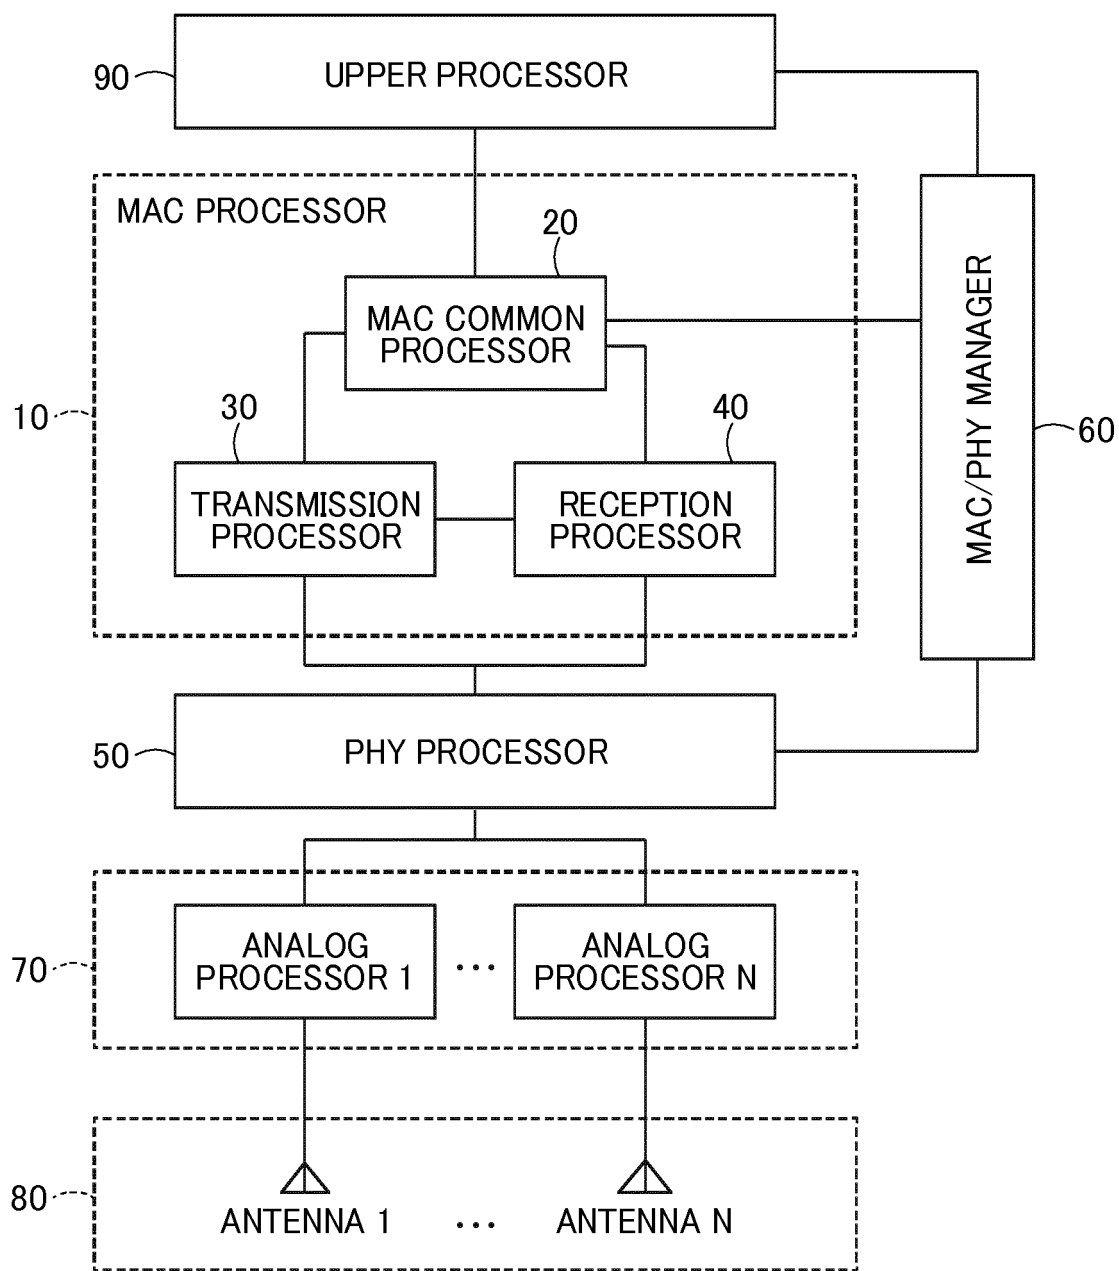 90
UPPER PROCESSOR
MAC PROCESSOR
20
MAC COMMON
PROCESSOR
10
30
40
TRANSMISSION
PROCESSOR
RECEPTION
PROCESSOR
MAC/PHY MANAGER
60
50
PHY PROCESSOR
70
ANALOG
PROCESSOR 1
...
ANALOG
PROCESSOR N
80
ANTENNA 1
...
ANTENNA N